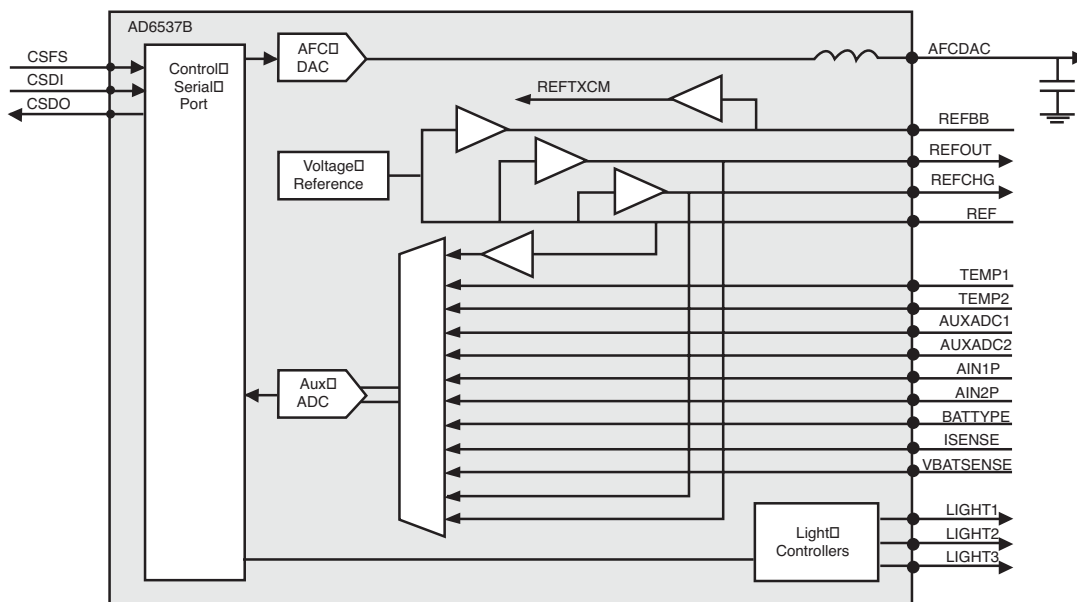 AD6537B
CSFS
CSDI
CSDO
Control□
Serial□
Port
AFC□
DAC
AFCDAC
REFTXCM
REFBB
REFOUT
Voltage□
Reference
REFCHG
REF
TEMP1
TEMP2
AUXADC1
AUXADC2
AIN1P
Aux□
ADC
AIN2P
BATTYPE
ISENSE
VBATSENSE
LIGHT1
Light□
Controllers
LIGHT2
LIGHT3